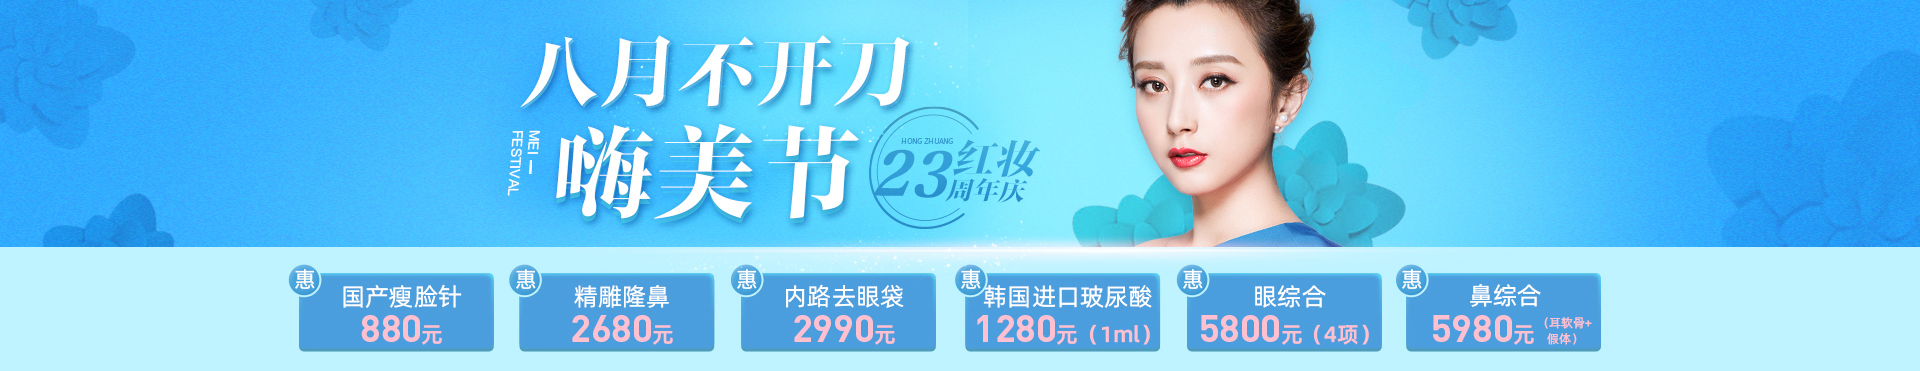 八月不开刀
MEI
FESTIVAL
嗨美节
HONG ZHUANG
23红妆
周年庆
惠
国产瘦脸针
880元
惠
精雕隆鼻
2680元
惠
内路去眼袋
2990元
惠
韩国进口玻尿酸
1280元（1ml）
惠
眼综合
5800元（4项）
惠
鼻综合
5980元（耳软骨+
假体）